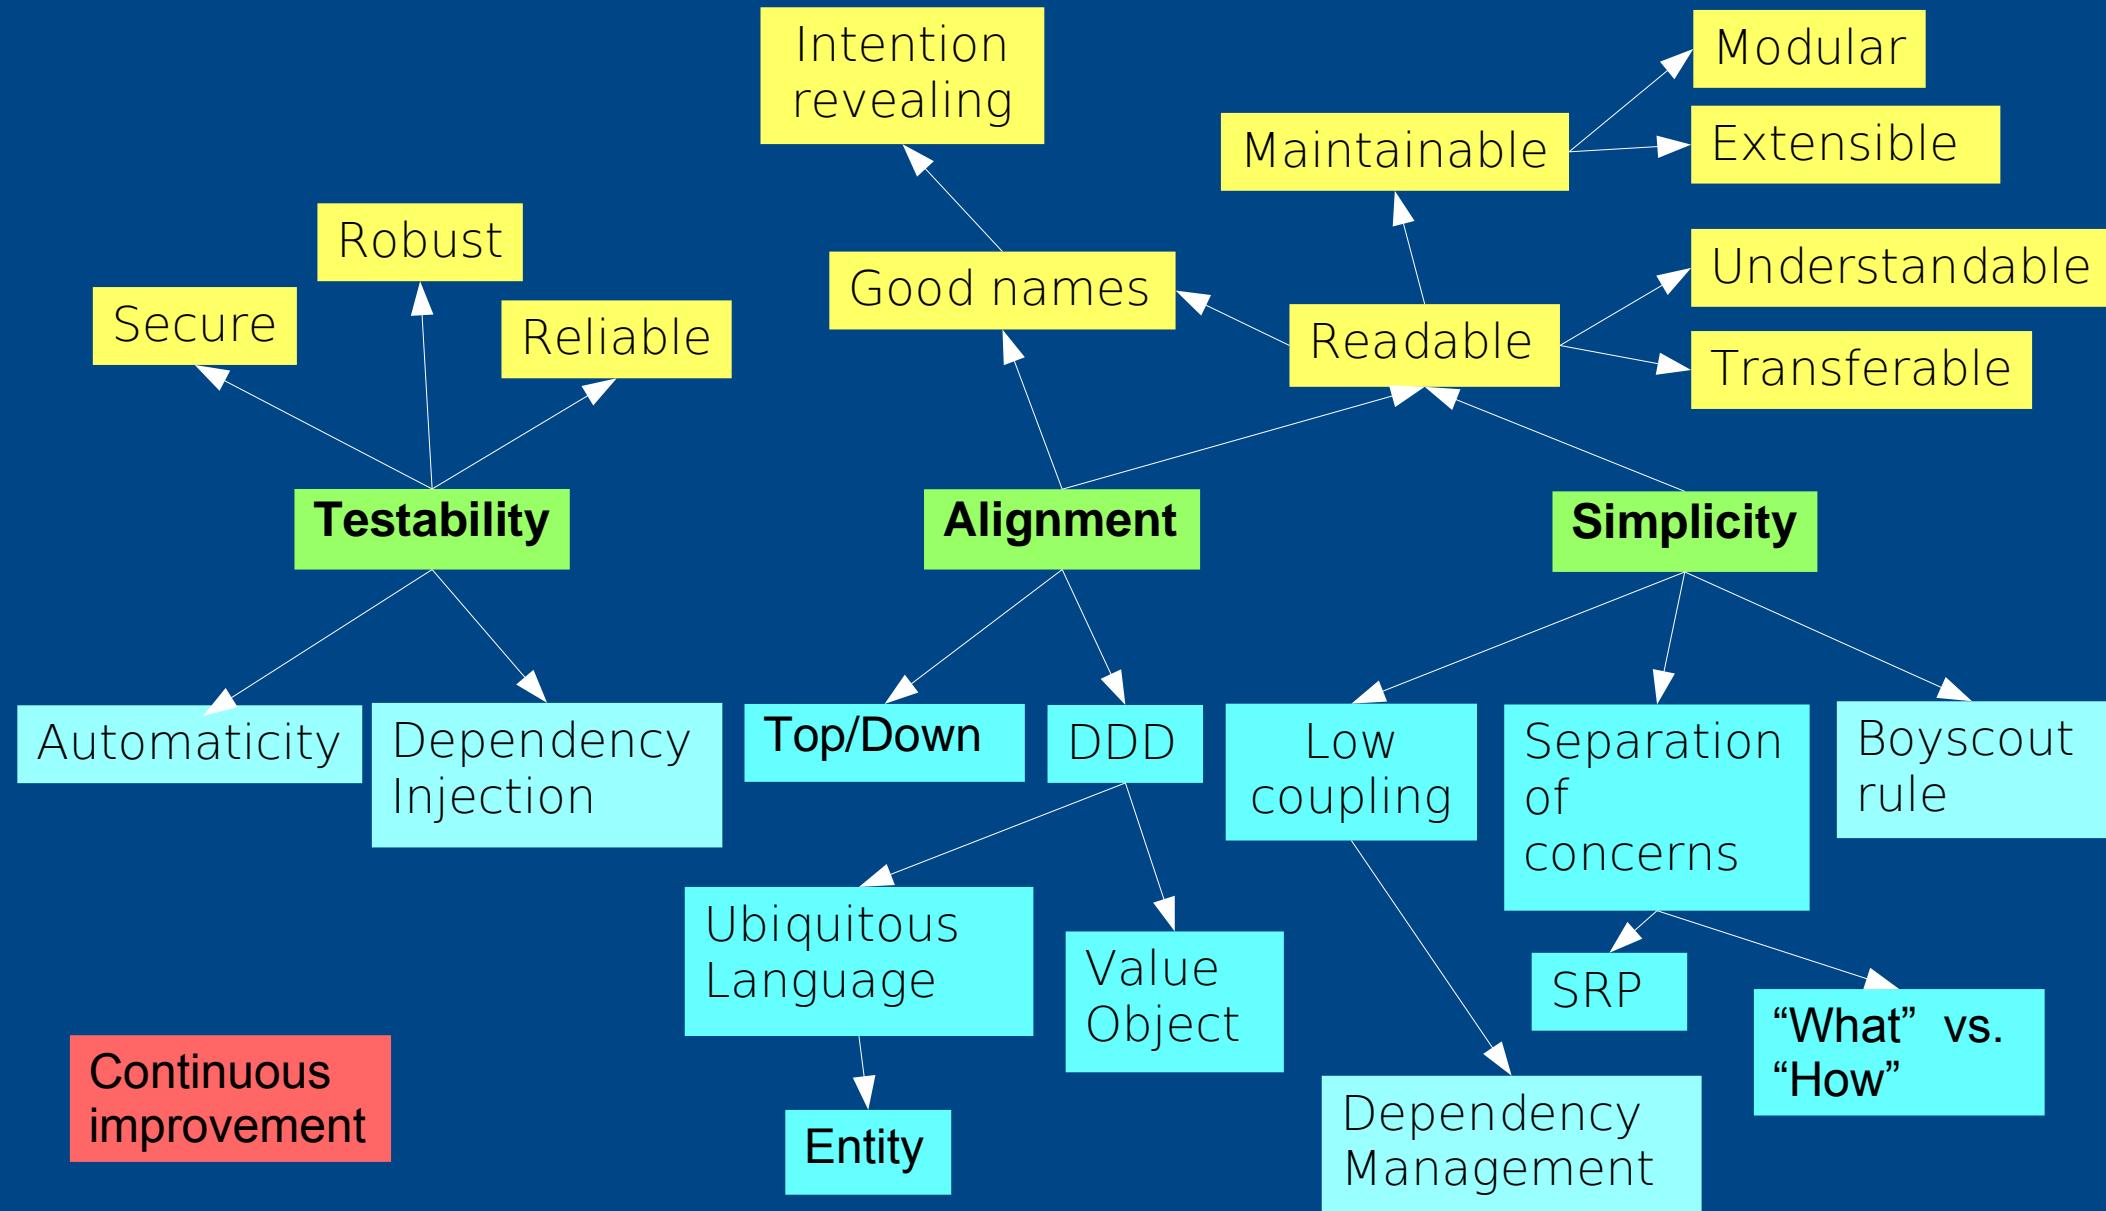 Intention
revealing
Modular
Extensible
Maintainable
Robust
Good names
Understandable
Secure
Reliable
Readable
Transferable
Testability
Alignment
Simplicity
Automaticity
Dependency
Injection
Top/Down
DDD
Low
coupling
Separation
of
concerns
Boyscout
rule
Ubiquitous
Language
Value
Object
SRP
“What”  vs.
“How”
Continuous
improvement
Entity
Dependency
Management